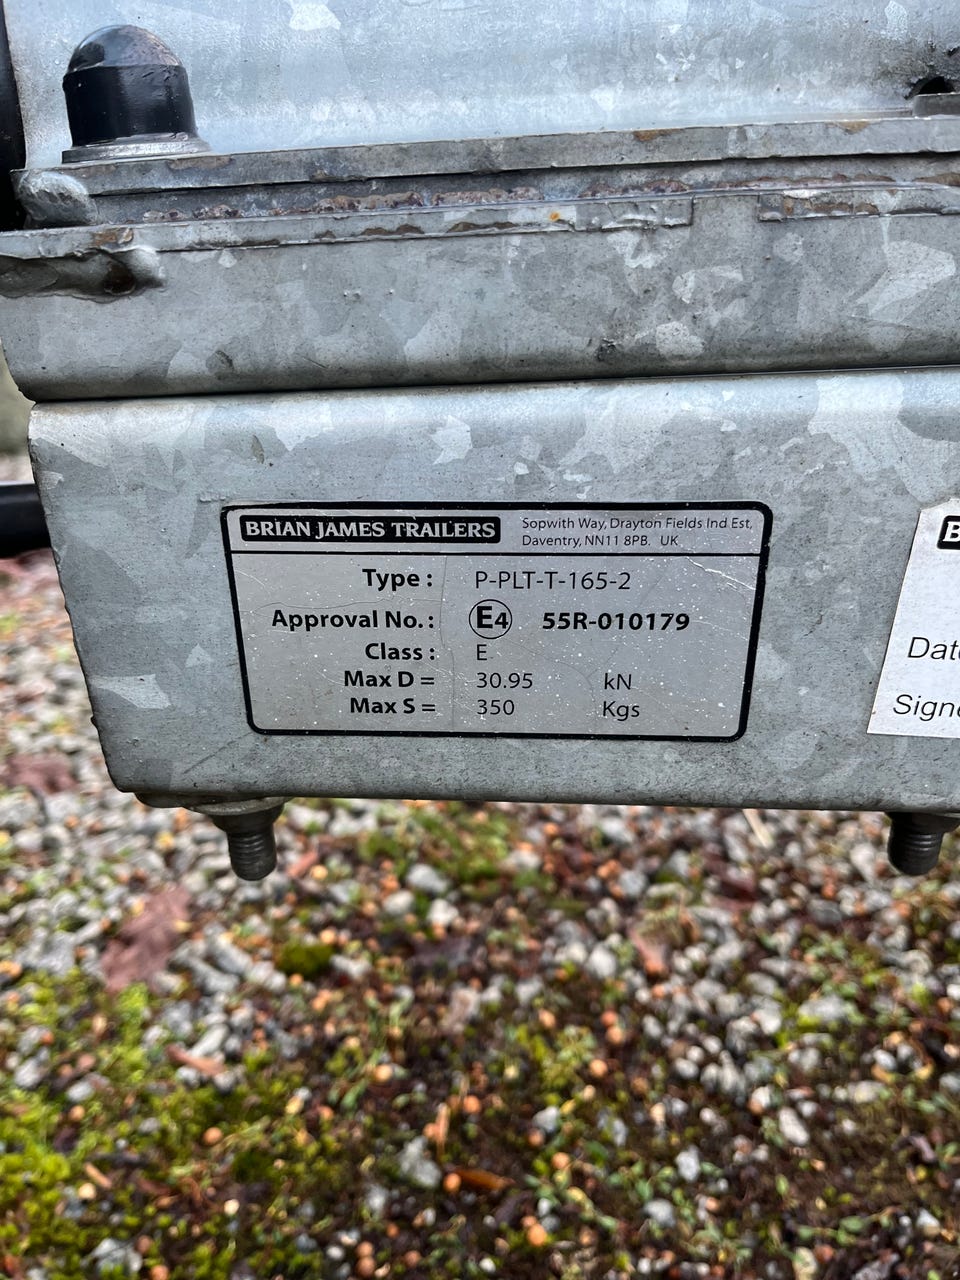 BRIAN JAMES TRAILERS
Sopwith Way, Drayton Fields Ind Est,
Daventry, NN11 8PB. UK
Type : P-PLT-T-165-2
Approval No. : E4 55R-010179
Class : E
Max D = 30.95 kN
Max S = 350 Kgs
B
Date
Signe